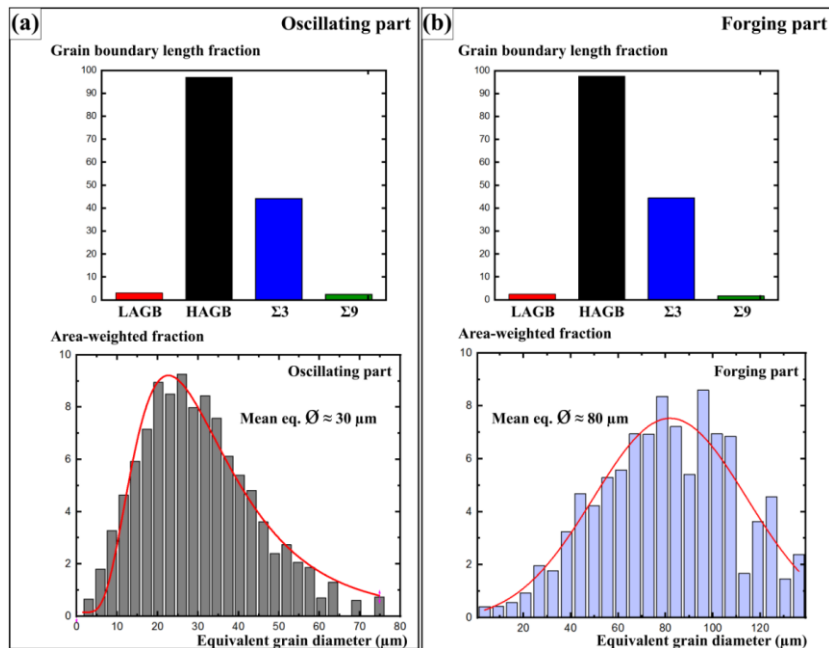 (a) Oscillating part
Grain boundary length fraction
100
90
80
70
60
50
40
30
20
10
0
LAGB HAGB Σ3 Σ9
Area-weighted fraction
10
8
6
4
2
0
Oscillating part
Mean eq. Ø ≈ 30 µm
0 10 20 30 40 50 60 70 80
Equivalent grain diameter (µm)
(b) Forging part
Grain boundary length fraction
100
90
80
70
60
50
40
30
20
10
0
LAGB HAGB Σ3 Σ9
Area-weighted fraction
10
8
6
4
2
0
Forging part
Mean eq. Ø ≈ 80 µm
20 40 60 80 100 120
Equivalent grain diameter (µm)